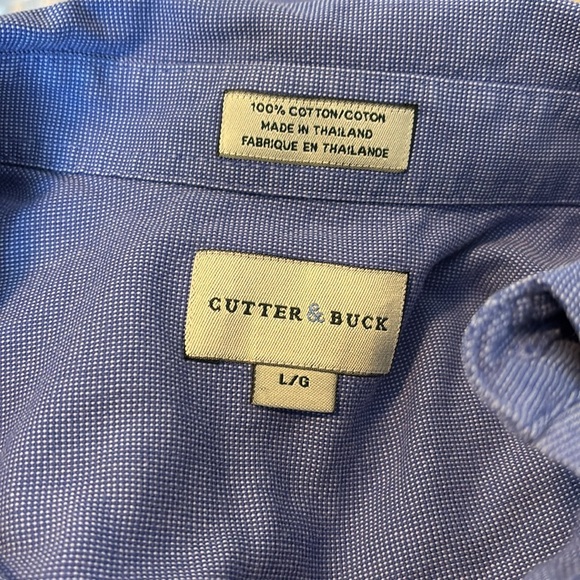 100% COTTON/COTON
MADE IN THAILAND
FABRIQUE EN THAILANDE
CUTTER & BUCK
L/G